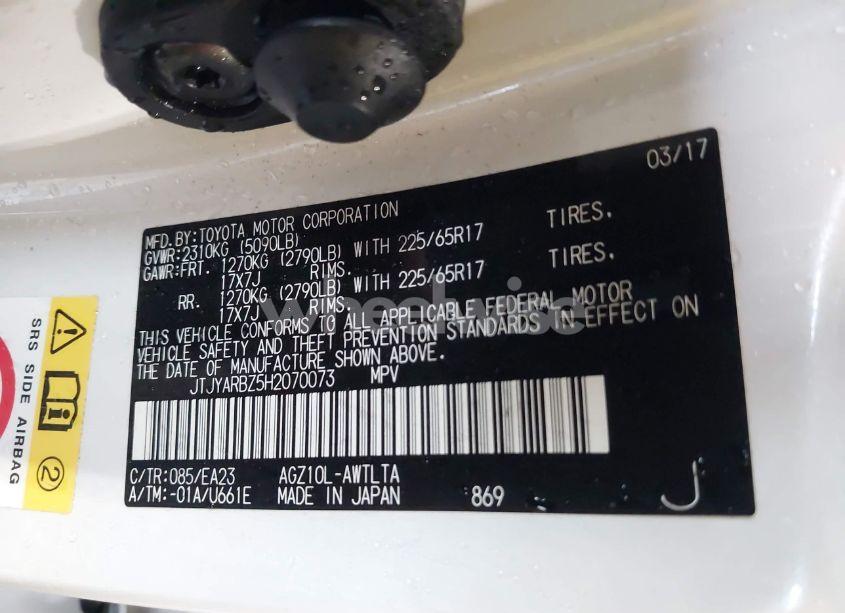 03/17
MFD.BY:TOYOTA MOTOR CORPORATION
GVWR:2310KG (5090LB)
GAWR:FRT. 1270KG (2790LB) WITH 225/65R17 TIRES.
17X7J RIMS.
RR. 1270KG (2790LB) WITH 225/65R17 TIRES.
17X7J RIMS.
THIS VEHICLE CONFORMS TO ALL APPLICABLE FEDERAL MOTOR
VEHICLE SAFETY AND THEFT PREVENTION STANDARDS IN EFFECT ON
THE DATE OF MANUFACTURE SHOWN ABOVE.
JTJYARBZ5H2070073 MPV
C/TR:085/EA23 AGZ10L-AWTLTA
A/TM:-01A/U661E MADE IN JAPAN 869 J
SRS SIDE AIRBAG
2
wheelwise